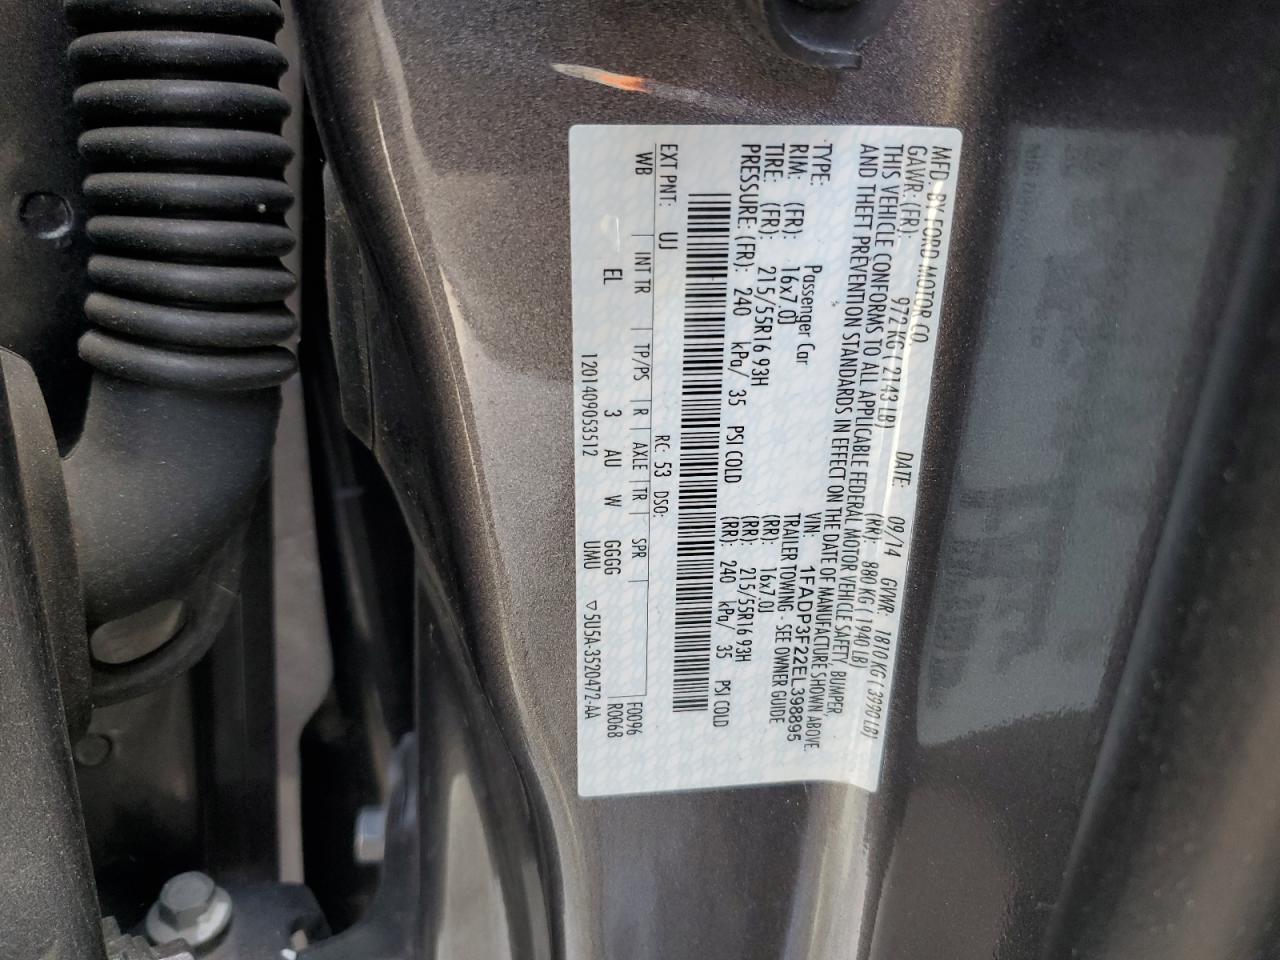 MFD. BY FORD MOTOR CO.
DATE: 09/14 GVWR: 1810 KG ( 3990 LB)
GAWR: (FR): 972 KG ( 2143 LB) (RR): 880 KG ( 1940 LB)
THIS VEHICLE CONFORMS TO ALL APPLICABLE FEDERAL MOTOR VEHICLE SAFETY, BUMPER,
AND THEFT PREVENTION STANDARDS IN EFFECT ON THE DATE OF MANUFACTURE SHOWN ABOVE.
VIN: 1FADP3F22EL398895
TYPE: Passenger Car TRAILER TOWING - SEE OWNER GUIDE
RIM: (FR): 16x7.0J (RR): 16x7.0J
TIRE: (FR): 215/55R16 93H (RR): 215/55R16 93H
PRESSURE: (FR): 240 kPa/ 35 PSI COLD (RR): 240 kPa/ 35 PSI COLD
EXT PNT: UJ RC: 53 DSO: F0096
WB | INT TR | TP/PS | R | AXLE | TR | SPR | R0068
EL 3 AU W GGGG
1201409053512 UMU ▽ 5U5A-3520472-AA